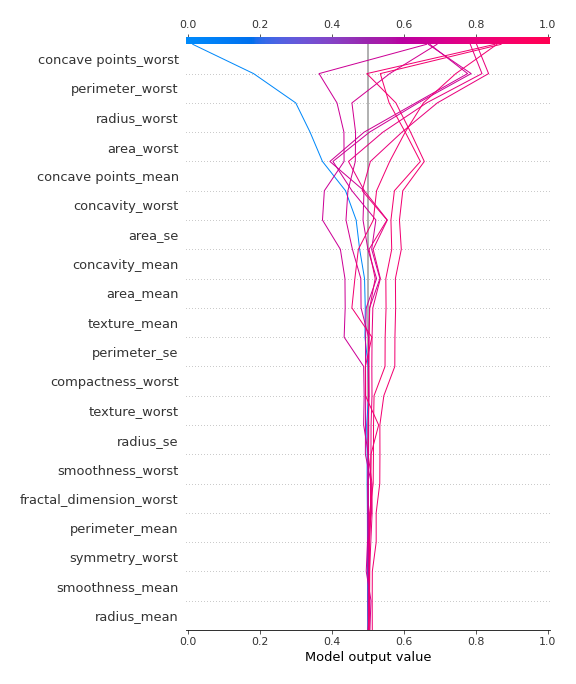 0.0 0.2 0.4 0.6 0.8 1.0
concave points_worst
perimeter_worst
radius_worst
area_worst
concave points_mean
concavity_worst
area_se
concavity_mean
area_mean
texture_mean
perimeter_se
compactness_worst
texture_worst
radius_se
smoothness_worst
fractal_dimension_worst
perimeter_mean
symmetry_worst
smoothness_mean
radius_mean
0.0 0.2 0.4 0.6 0.8 1.0
Model output value